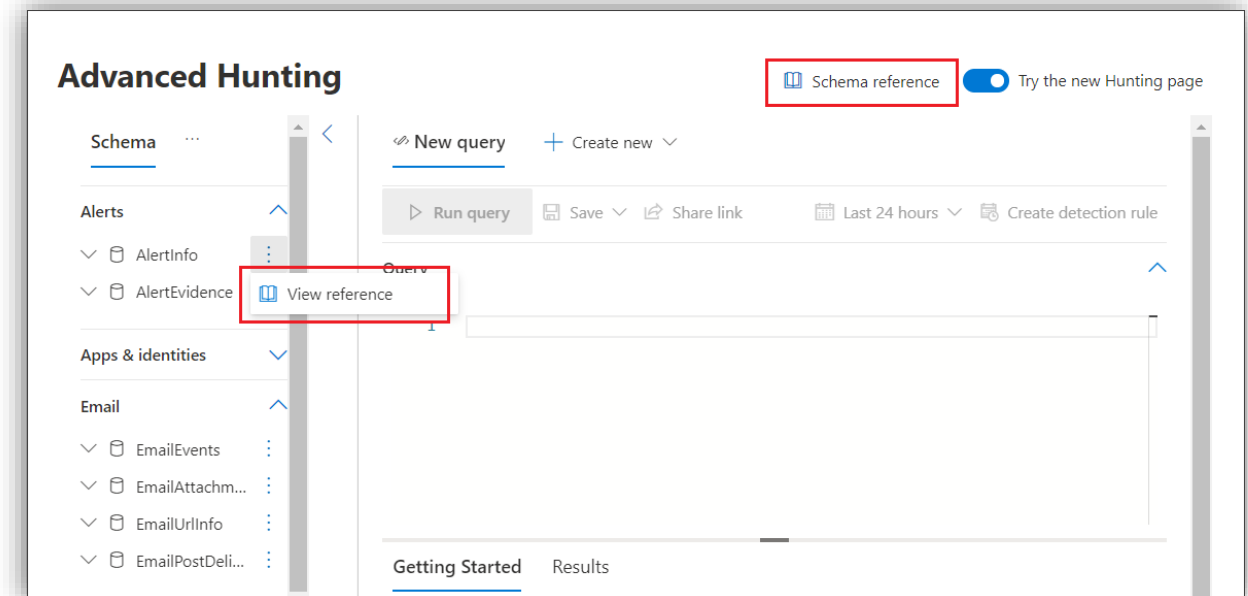 Advanced Hunting
Schema reference
Try the new Hunting page
Schema ...
New query
Create new
Run query
Save
Share link
Last 24 hours
Create detection rule
Alerts
AlertInfo
AlertEvidence
View reference
Query
1
Apps & identities
Email
EmailEvents
EmailAttachm...
EmailUrlInfo
EmailPostDeli...
Getting Started
Results